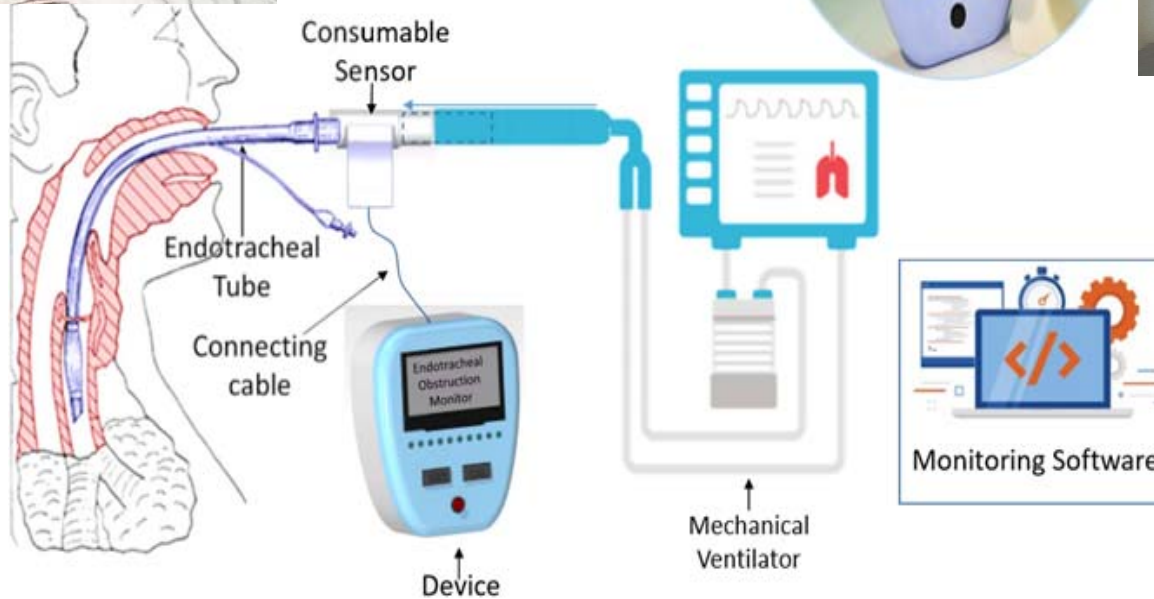 Consumable
Sensor
Endotracheal
Tube
Connecting
cable
Endotracheal
Obstruction
Monitor
Device
Mechanical
Ventilator
</>
Monitoring Software